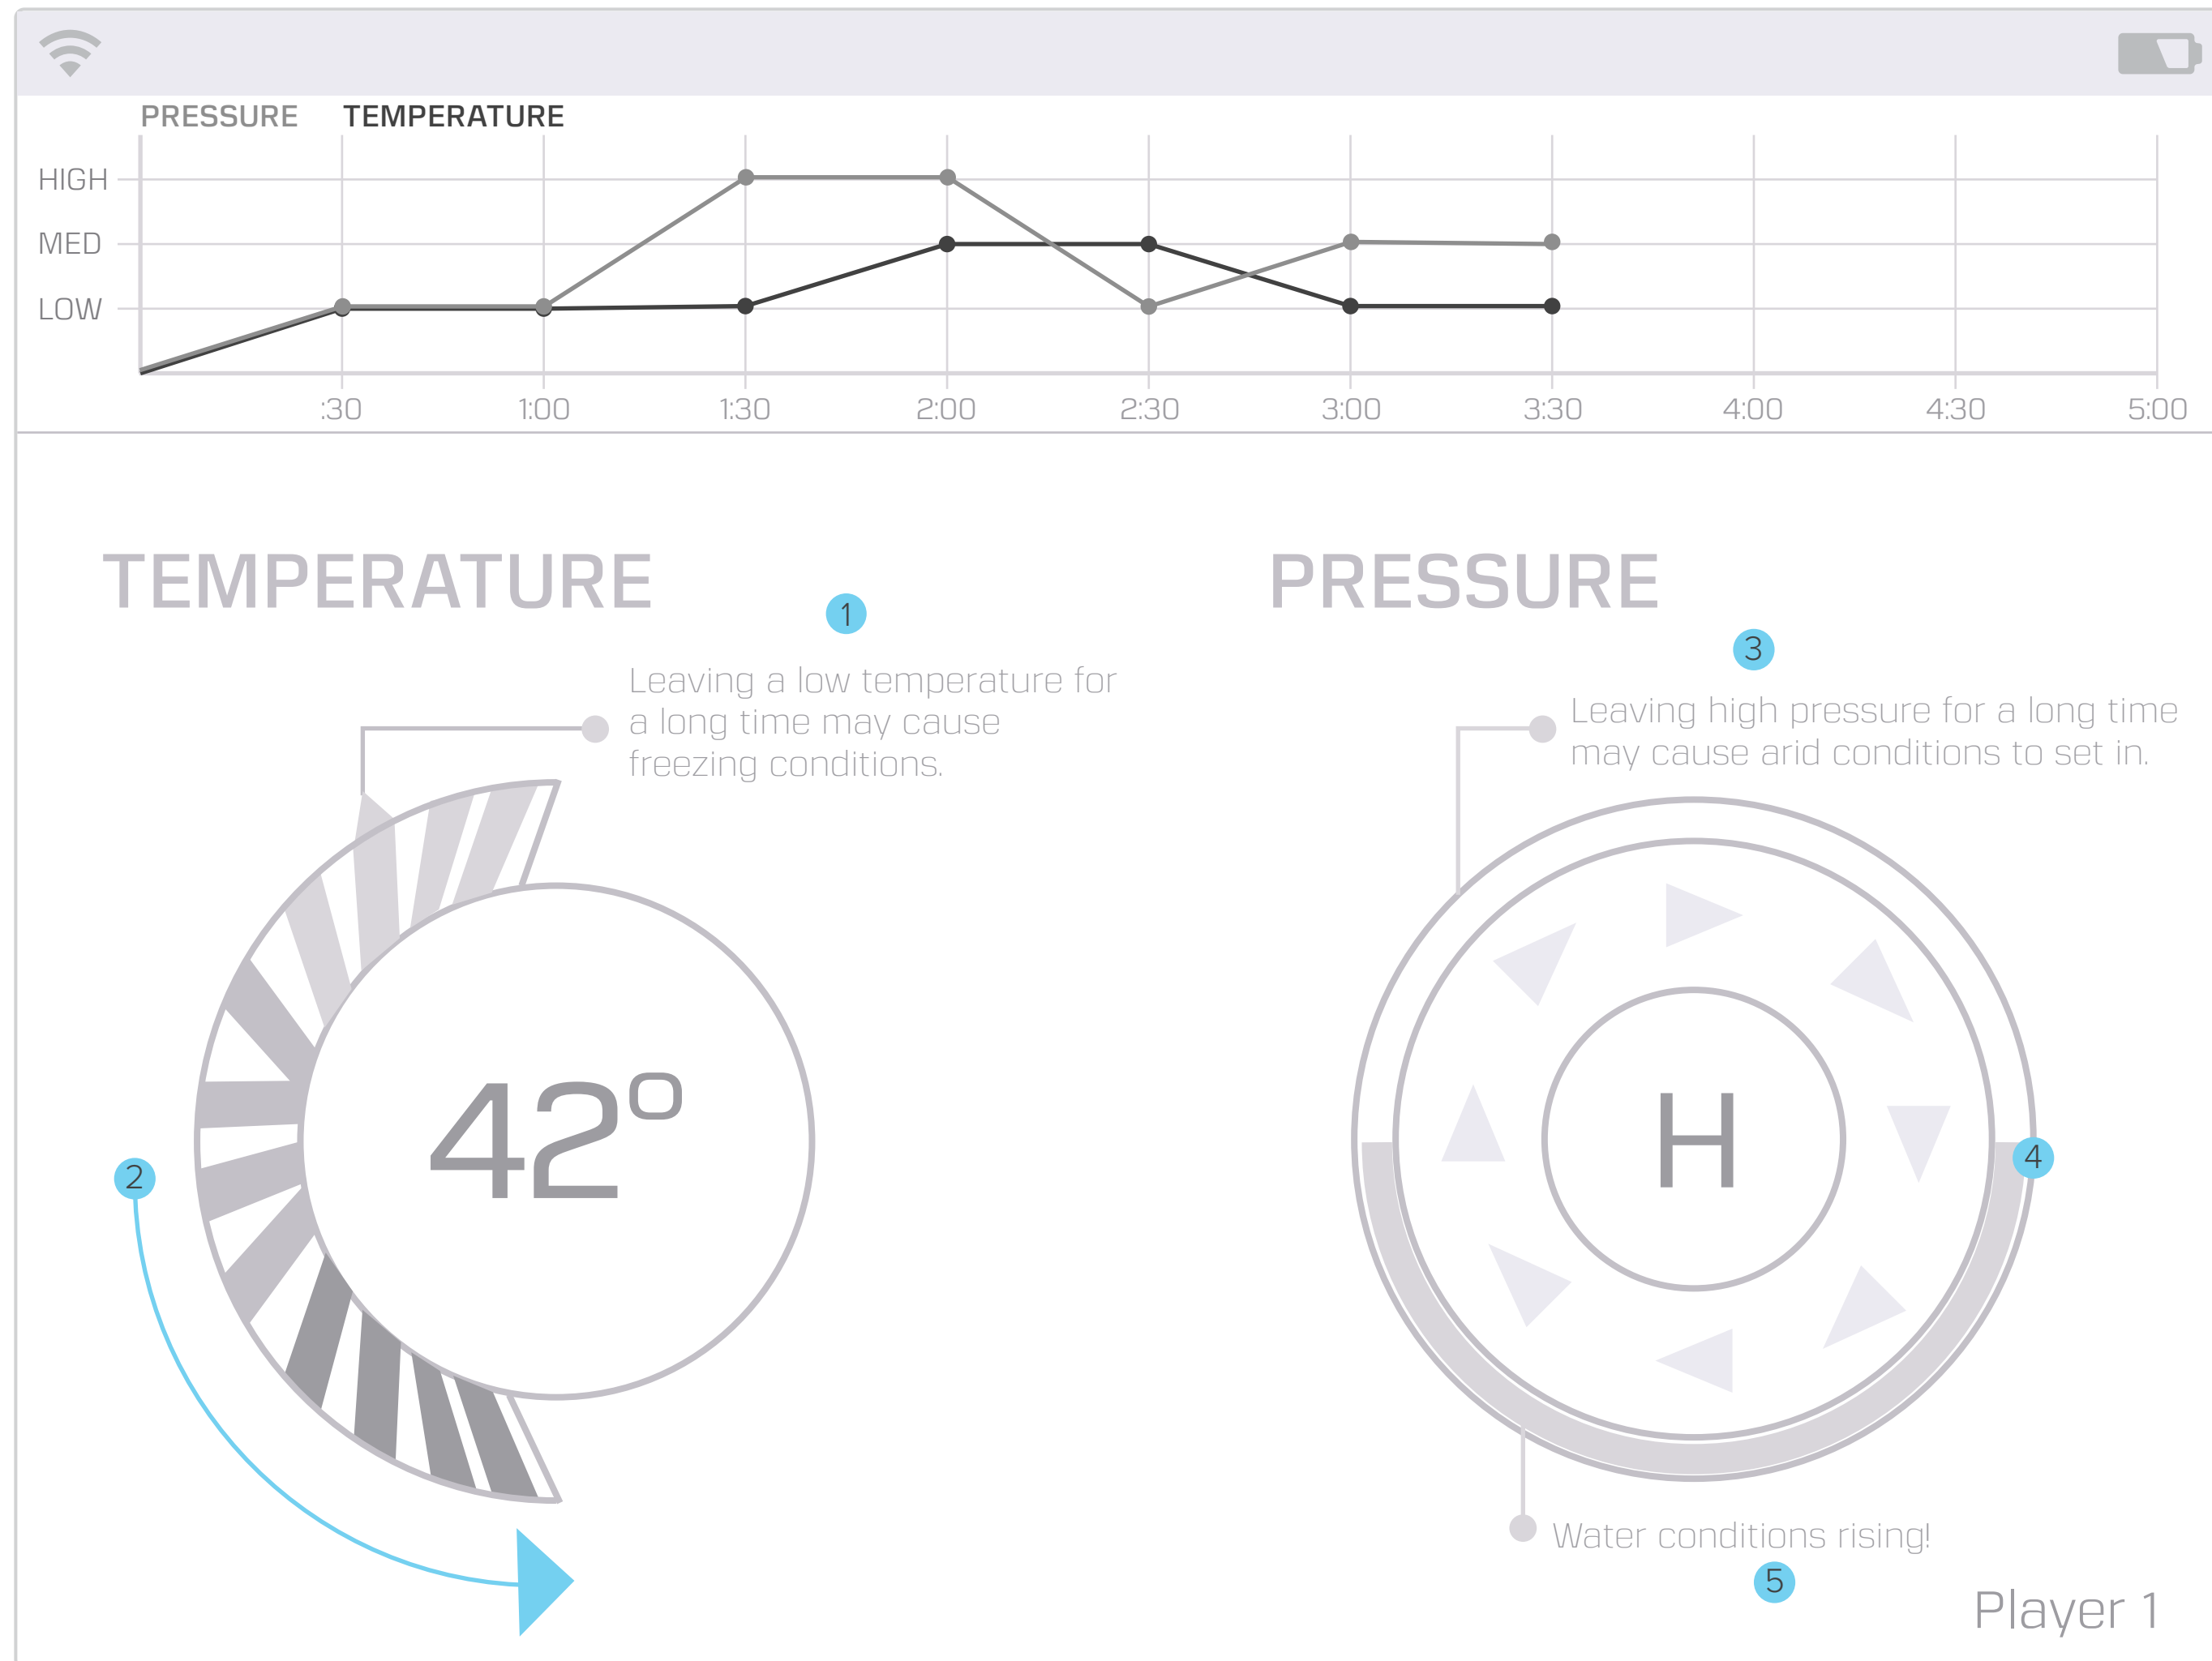 PRESSURE TEMPERATURE
HIGH
MED
LOW
:30 1:00 1:30 2:00 2:30 3:00 3:30 4:00 4:30 5:00
TEMPERATURE
1
Leaving a low temperature for
a long time may cause
freezing conditions.
42°
2
PRESSURE
3
Leaving high pressure for a long time
may cause arid conditions to set in.
H
4
Water conditions rising!
5
Player 1